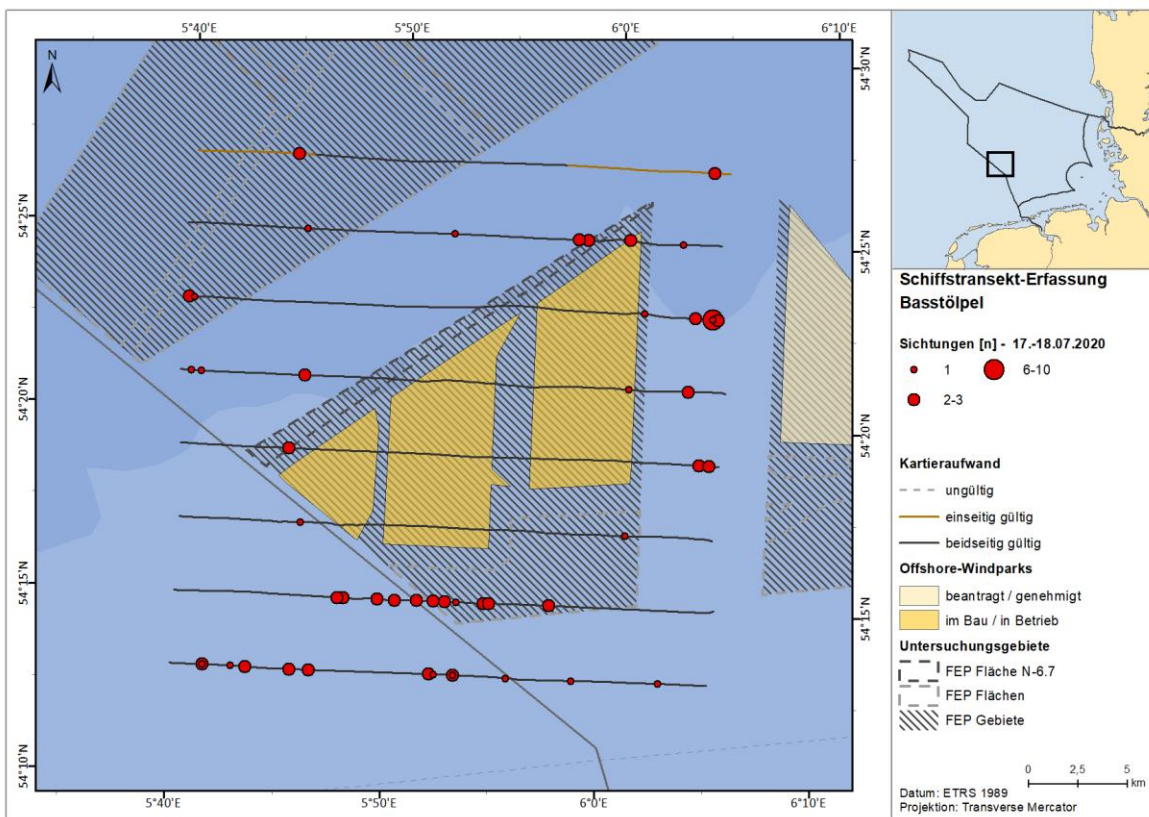 5°40'E 5°50'E 6°0'E 6°10'E
N
54°30'N
54°25'N 54°25'N
54°20'N 54°20'N
54°15'N 54°15'N
54°10'N
5°40'E 5°50'E 6°0'E 6°10'E
Schiffstransekt-Erfassung
Basstölpel
Sichtungen [n] - 17.-18.07.2020
1 6-10
2-3
Kartieraufwand
ungültig
einseitig gültig
beidseitig gültig
Offshore-Windparks
beantragt / genehmigt
im Bau / in Betrieb
Untersuchungsgebiete
FEP Fläche N-6.7
FEP Flächen
FEP Gebiete
0 2,5 5
km
Datum: ETRS 1989
Projektion: Transverse Mercator